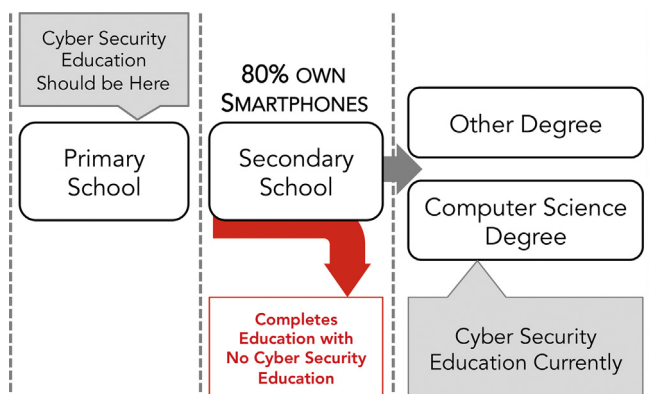 Cyber Security
Education
Should be Here
80% OWN
SMARTPHONES
Primary
School
Secondary
School
Other Degree
Computer Science
Degree
Completes
Education with
No Cyber Security
Education
Cyber Security
Education Currently